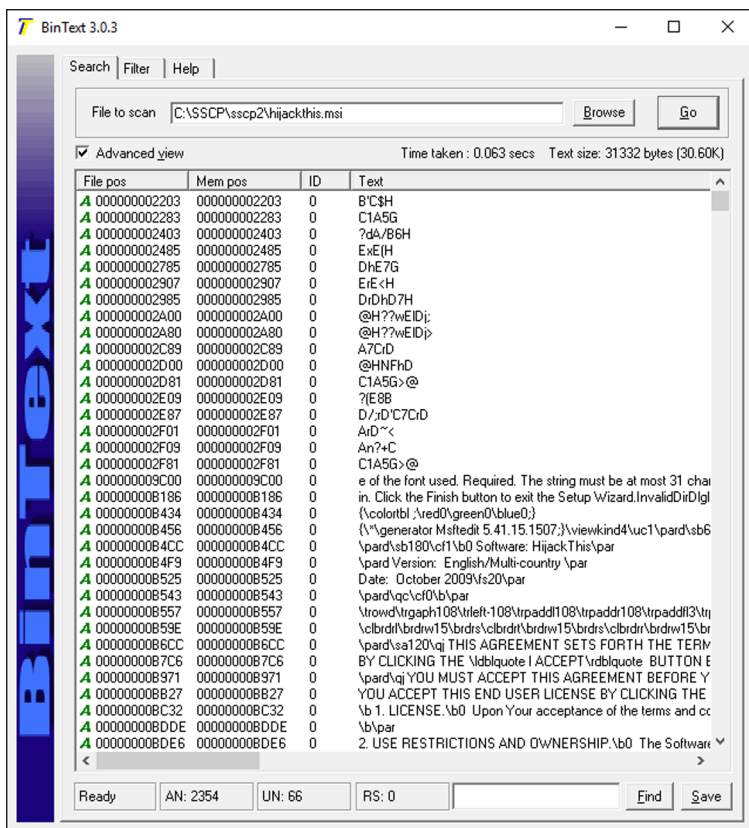 BinText 3.0.3
Search Filter Help
File to scan C:\SSCP\sscp2\hijackthis.msi Browse Go
Advanced view Time taken : 0.063 secs Text size: 31332 bytes (30.60K)
File pos Mem pos ID Text
A 000000002203 000000002203 0 B'C$H
A 000000002283 000000002283 0 C1A5G
A 000000002403 000000002403 0 ?dA/B6H
A 000000002485 000000002485 0 ExE(H
A 000000002785 000000002785 0 DhE7G
A 000000002907 000000002907 0 ErE<H
A 000000002985 000000002985 0 DrDhD7H
A 000000002A00 000000002A00 0 @H??wElDj;
A 000000002A80 000000002A80 0 @H??wElDj>
A 000000002C89 000000002C89 0 A7CrD
A 000000002D00 000000002D00 0 @HNFhD
A 000000002D81 000000002D81 0 C1A5G>@
A 000000002E09 000000002E09 0 ?(E8B
A 000000002E87 000000002E87 0 D/;rD'C7CrD
A 000000002F01 000000002F01 0 ArD~<
A 000000002F09 000000002F09 0 An?+C
A 000000002F81 000000002F81 0 C1A5G>@
A 000000009C00 000000009C00 0 e of the font used. Required. The string must be at most 31 char
A 00000000B186 00000000B186 0 in. Click the Finish button to exit the Setup Wizard.InvalidDirDlgI
A 00000000B434 00000000B434 0 {\colortbl ;\red0\green0\blue0;}
A 00000000B456 00000000B456 0 {\*\generator Msftedit 5.41.15.1507;}\viewkind4\uc1\pard\sb6
A 00000000B4CC 00000000B4CC 0 \pard\sb180\cf1\b0 Software: HijackThis\par
A 00000000B4F9 00000000B4F9 0 \pard Version:  English/Multi-country \par
A 00000000B525 00000000B525 0 Date:  October 2009\fs20\par
A 00000000B543 00000000B543 0 \pard\qc\cf0\b\par
A 00000000B557 00000000B557 0 \trowd\trgaph108\trleft-108\trpaddl108\trpaddr108\trpaddfl3\trp
A 00000000B59E 00000000B59E 0 \clbrdrl\brdrw15\brdrs\clbrdrt\brdrw15\brdrs\clbrdrr\brdrw15\br
A 00000000B6CC 00000000B6CC 0 \pard\sa120\qj THIS AGREEMENT SETS FORTH THE TERM
A 00000000B7C6 00000000B7C6 0 BY CLICKING THE \ldblquote I ACCEPT\rdblquote  BUTTON
A 00000000B971 00000000B971 0 \pard\qj YOU MUST ACCEPT THIS AGREEMENT BEFORE Y
A 00000000BB27 00000000BB27 0 YOU ACCEPT THIS END USER LICENSE BY CLICKING THE
A 00000000BC32 00000000BC32 0 \b 1. LICENSE.\b0  Upon Your acceptance of the terms and co
A 00000000BDDE 00000000BDDE 0 \b\par
A 00000000BDE6 00000000BDE6 0 2. USE RESTRICTIONS AND OWNERSHIP.\b0  The Software
Ready AN: 2354 UN: 66 RS: 0 Find Save
BinText